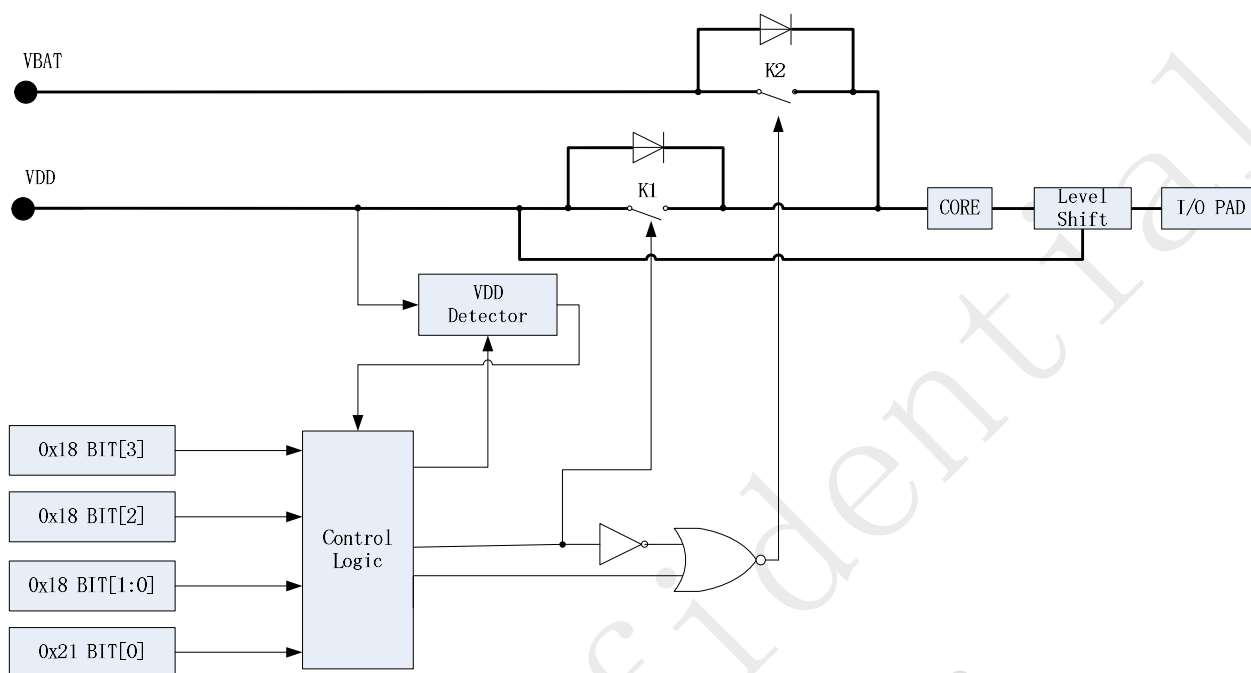 VBAT
K2
VDD
K1
CORE
Level
Shift
I/O PAD
VDD
Detector
0x18 BIT[3]
0x18 BIT[2]
0x18 BIT[1:0]
0x21 BIT[0]
Control
Logic
fidential